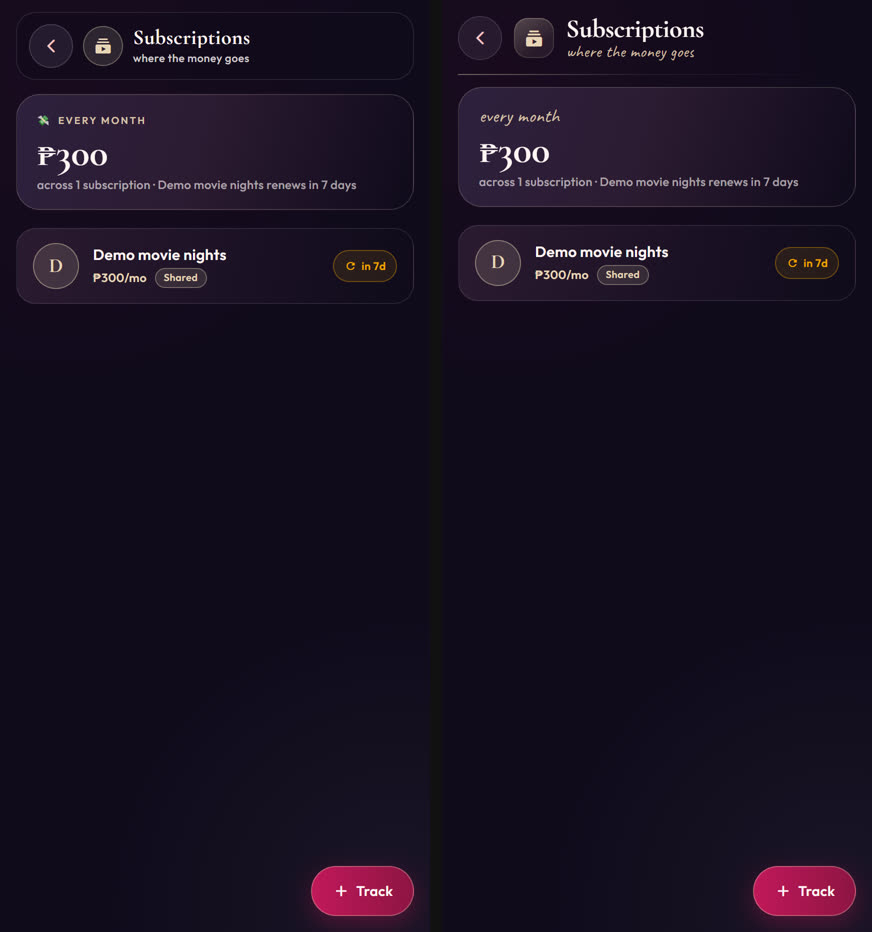 Subscriptions
where the money goes
EVERY MONTH
₱300
across 1 subscription · Demo movie nights renews in 7 days
D
Demo movie nights
₱300/mo Shared
in 7d
+ Track
Subscriptions
where the money goes
every month
₱300
across 1 subscription · Demo movie nights renews in 7 days
D
Demo movie nights
₱300/mo Shared
in 7d
+ Track